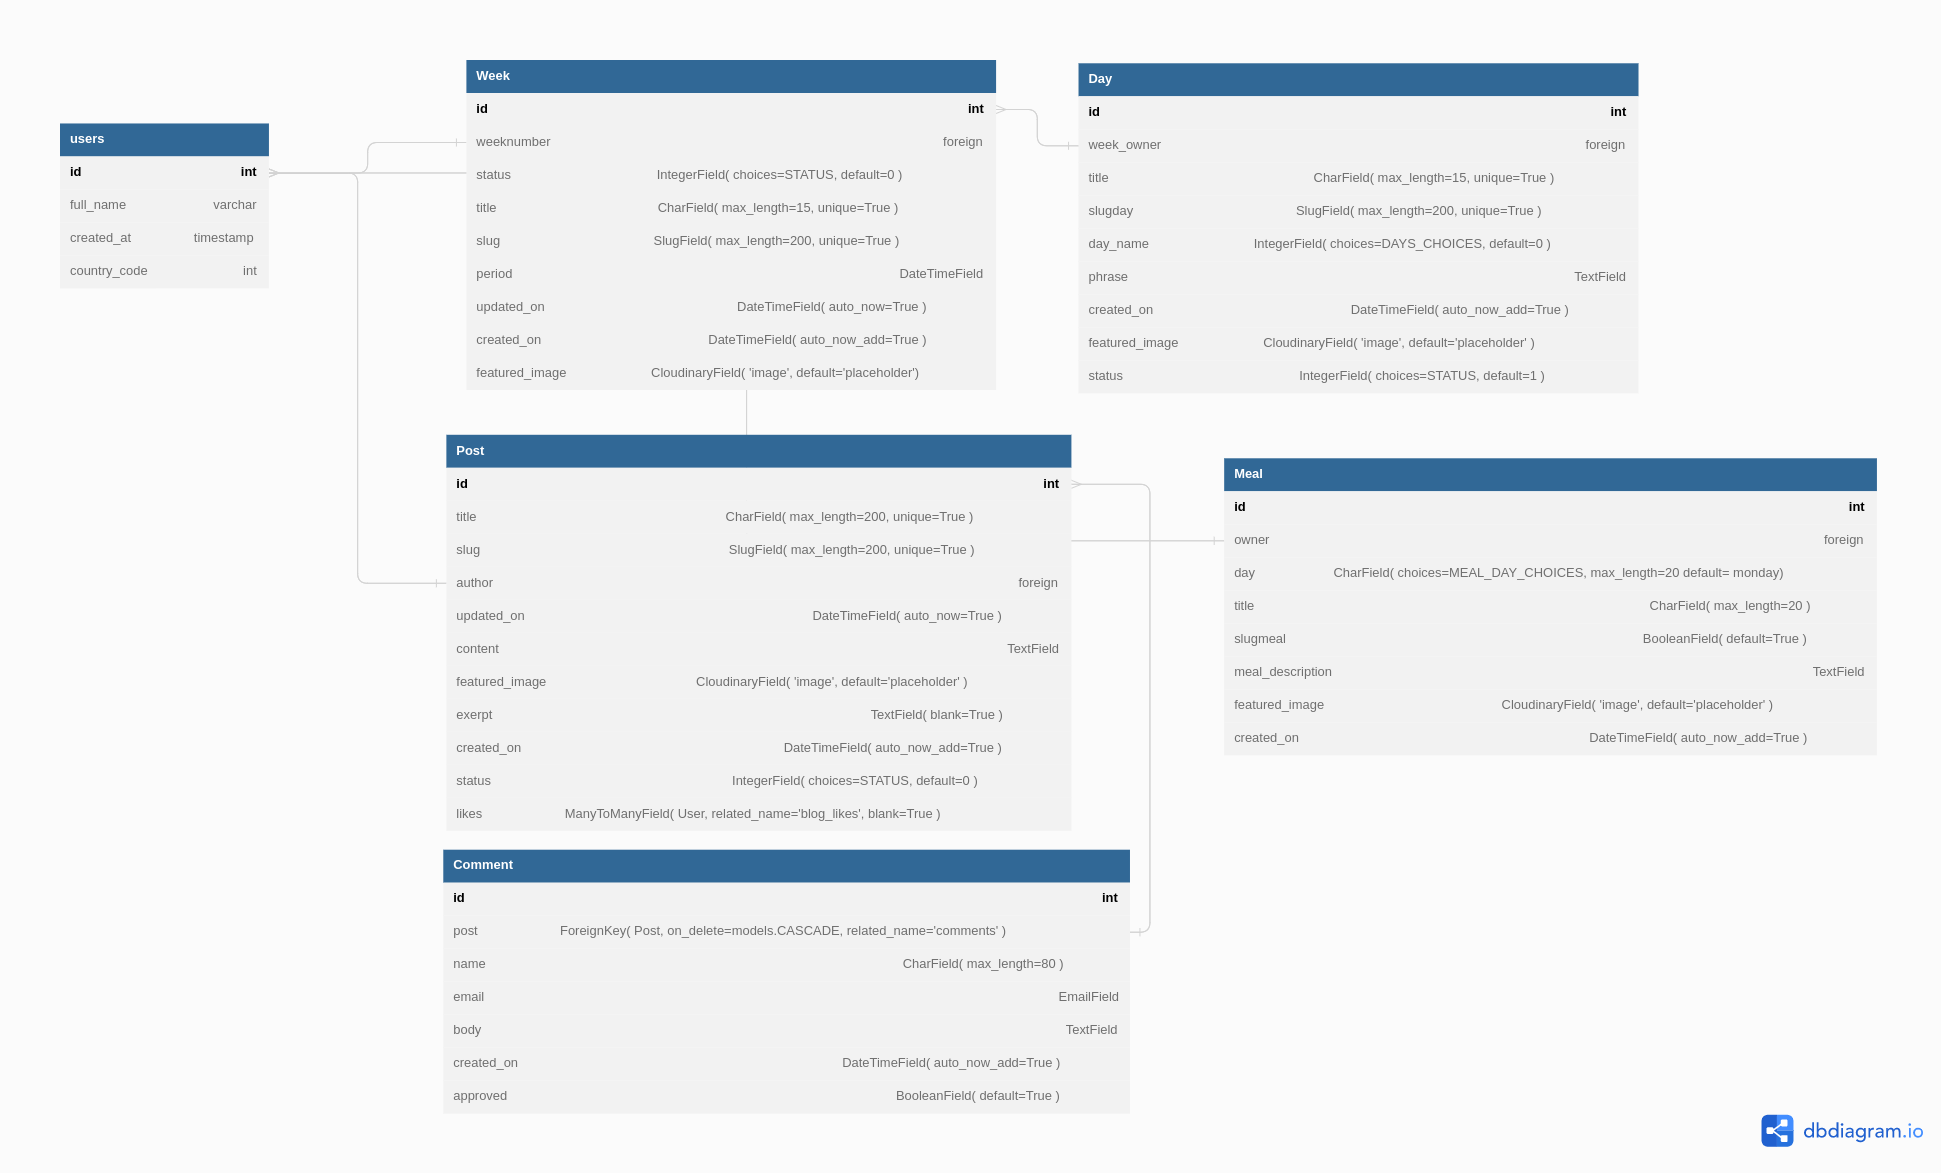 users
id int
full_name varchar
created_at timestamp
country_code int
Week
id int
weeknumber foreign
status IntegerField( choices=STATUS, default=0 )
title CharField( max_length=15, unique=True )
slug SlugField( max_length=200, unique=True )
period DateTimeField
updated_on DateTimeField( auto_now=True )
created_on DateTimeField( auto_now_add=True )
featured_image CloudinaryField( 'image', default='placeholder')
Day
id int
week_owner foreign
title CharField( max_length=15, unique=True )
slugday SlugField( max_length=200, unique=True )
day_name IntegerField( choices=DAYS_CHOICES, default=0 )
phrase TextField
created_on DateTimeField( auto_now_add=True )
featured_image CloudinaryField( 'image', default='placeholder' )
status IntegerField( choices=STATUS, default=1 )
Post
id int
title CharField( max_length=200, unique=True )
slug SlugField( max_length=200, unique=True )
author foreign
updated_on DateTimeField( auto_now=True )
content TextField
featured_image CloudinaryField( 'image', default='placeholder' )
exerpt TextField( blank=True )
created_on DateTimeField( auto_now_add=True )
status IntegerField( choices=STATUS, default=0 )
likes ManyToManyField( User, related_name='blog_likes', blank=True )
Meal
id int
owner foreign
day CharField( choices=MEAL_DAY_CHOICES, max_length=20 default= monday)
title CharField( max_length=20 )
slugmeal BooleanField( default=True )
meal_description TextField
featured_image CloudinaryField( 'image', default='placeholder' )
created_on DateTimeField( auto_now_add=True )
Comment
id int
post ForeignKey( Post, on_delete=models.CASCADE, related_name='comments' )
name CharField( max_length=80 )
email EmailField
body TextField
created_on DateTimeField( auto_now_add=True )
approved BooleanField( default=True )
dbdiagram.io